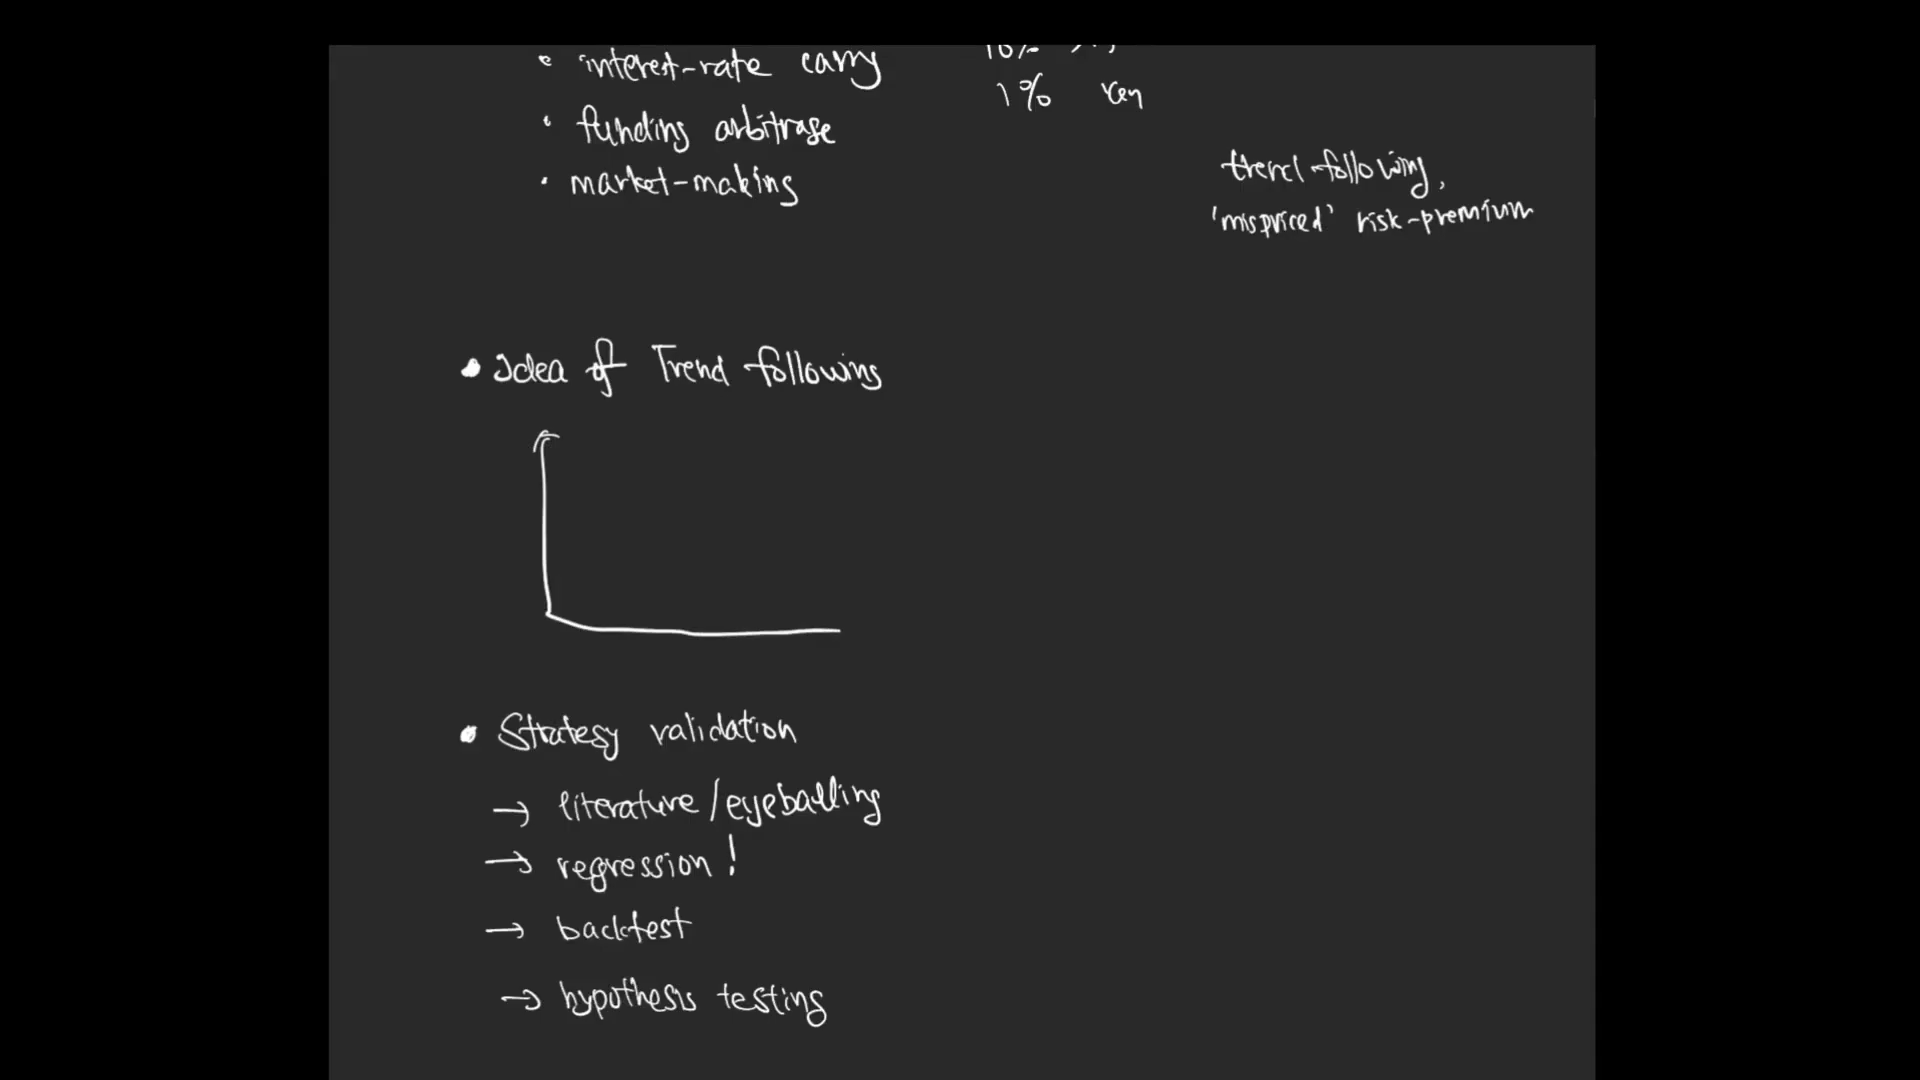 • interest-rate carry
10%
1% Yen
• funding arbitrage
• market-making
trend-following,
'mispriced' risk-premium
• Idea of Trend following
• Strategy validation
→ literature/eyeballing
→ regression!
→ backtest
→ hypothesis testing